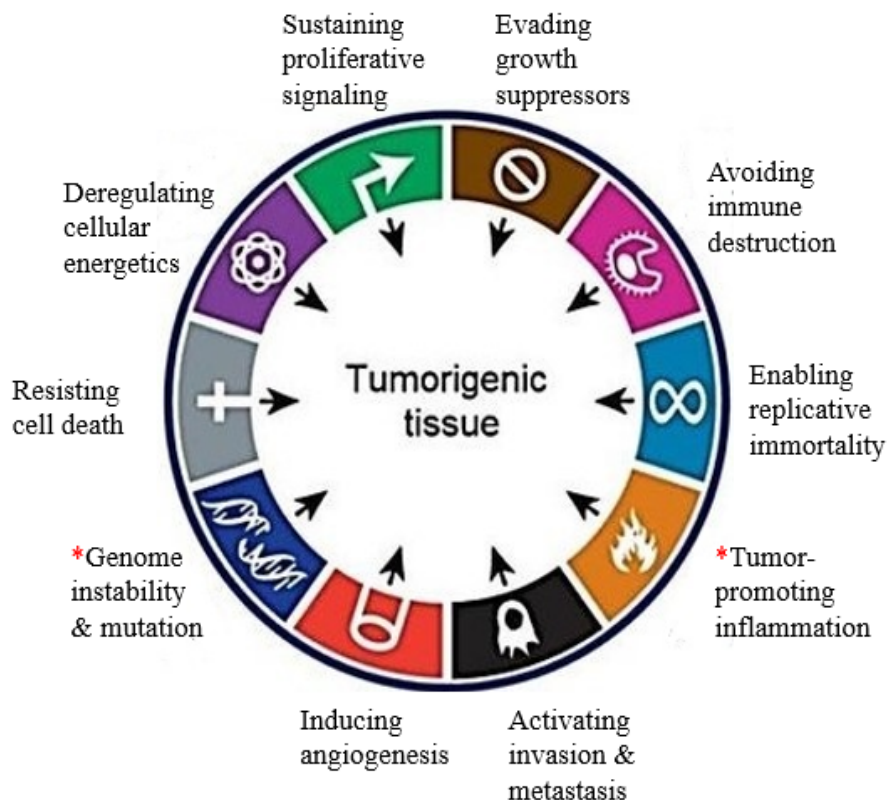 Sustaining
proliferative
signaling
Evading
growth
suppressors
Avoiding
immune
destruction
Deregulating
cellular
energetics
Resisting
cell death
Tumorigenic
tissue
Enabling
replicative
immortality
*Genome
instability
& mutation
*Tumor-
promoting
inflammation
Inducing
angiogenesis
Activating
invasion &
metastasis